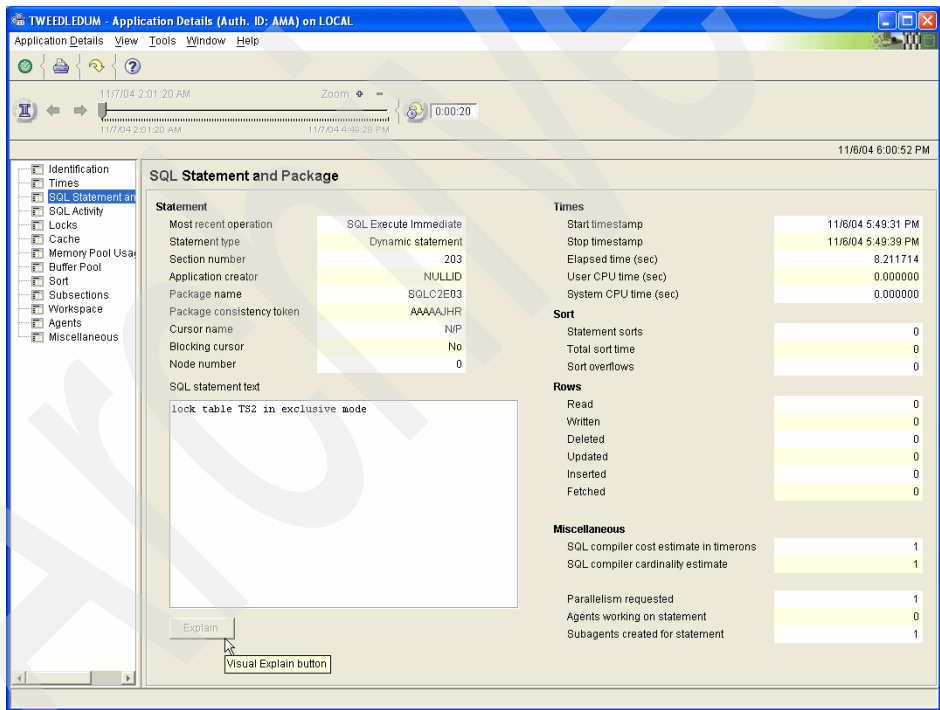 TWEEDLEDUM - Application Details (Auth. ID: AMA) on LOCAL
Application Details View Tools Window Help
11/7/04 2:01:20 AM Zoom + -
0:00:20
11/7/04 2:01:20 AM 11/7/04 4:49:28 PM
11/6/04 6:00:52 PM
Identification
Times
SQL Statement an
SQL Activity
Locks
Cache
Memory Pool Usag
Buffer Pool
Sort
Subsections
Workspace
Agents
Miscellaneous
SQL Statement and Package
Statement
Most recent operation SQL Execute Immediate
Statement type Dynamic statement
Section number 203
Application creator NULLID
Package name SQLC2E03
Package consistency token AAAAAJHR
Cursor name N/P
Blocking cursor No
Node number 0
SQL statement text
lock table TS2 in exclusive mode
Explain
Visual Explain button
Times
Start timestamp 11/6/04 5:49:31 PM
Stop timestamp 11/6/04 5:49:39 PM
Elapsed time (sec) 8.211714
User CPU time (sec) 0.000000
System CPU time (sec) 0.000000
Sort
Statement sorts 0
Total sort time 0
Sort overflows 0
Rows
Read 0
Written 0
Deleted 0
Updated 0
Inserted 0
Fetched 0
Miscellaneous
SQL compiler cost estimate in timerons 1
SQL compiler cardinality estimate 1
Parallelism requested 1
Agents working on statement 0
Subagents created for statement 1